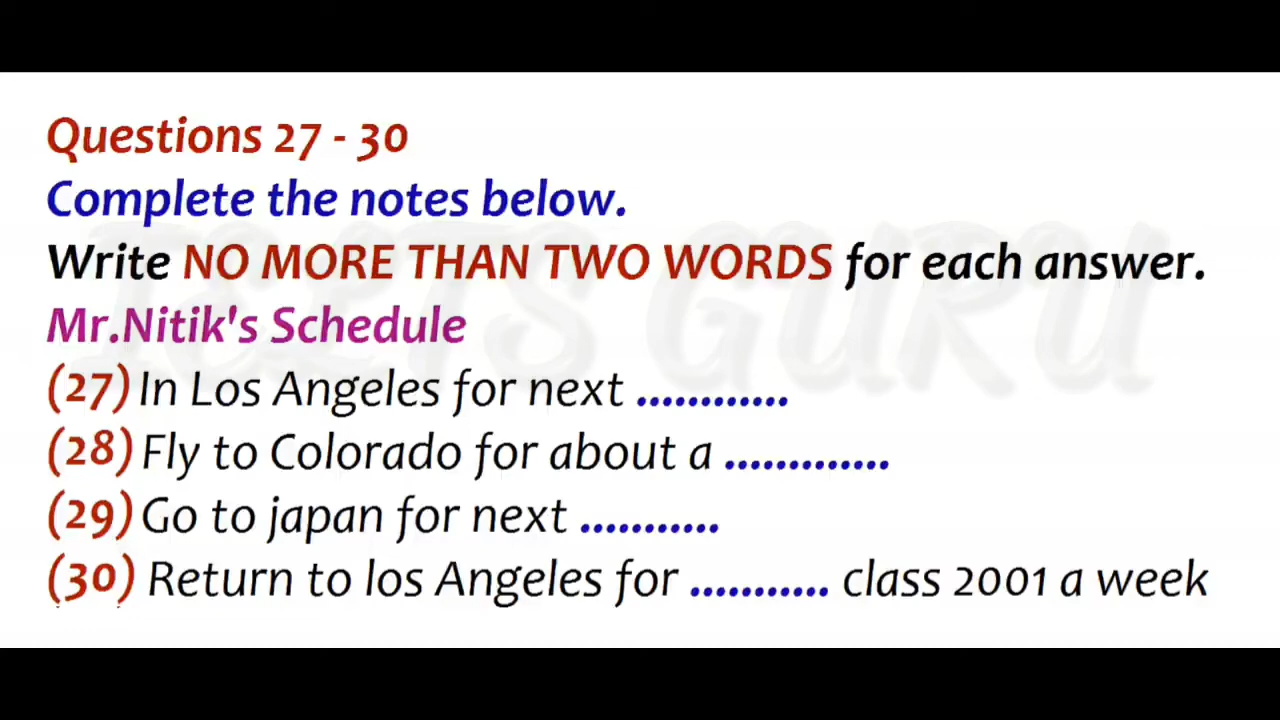 Questions 27 - 30
Complete the notes below.
Write NO MORE THAN TWO WORDS for each answer.
Mr.Nitik's Schedule
(27) In Los Angeles for next ............
(28) Fly to Colorado for about a .............
(29) Go to japan for next ...........
(30) Return to los Angeles for ........... class 2001 a week
IELTS GURU